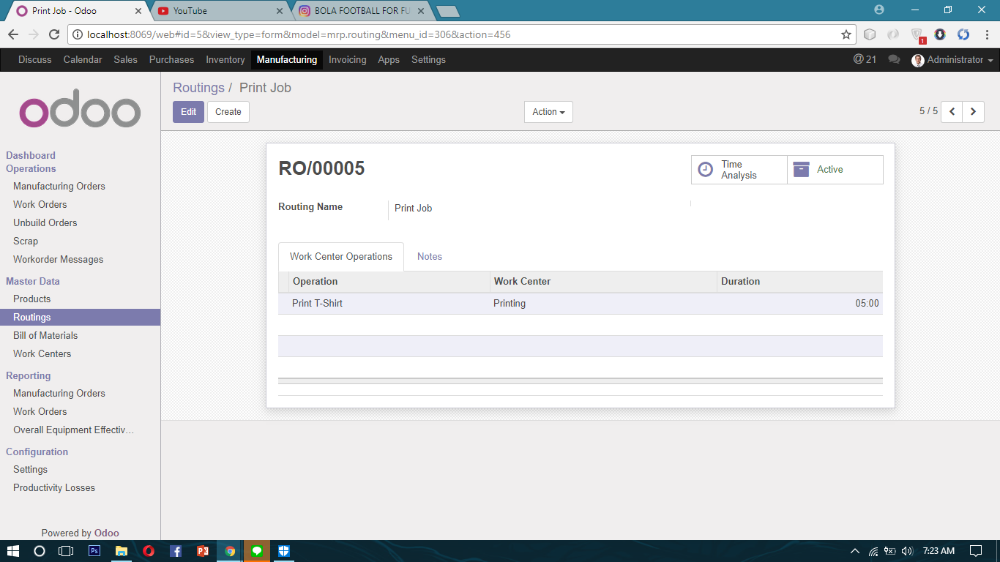 Print Job - Odoo
YouTube
BOLA FOOTBALL FOR FU
localhost:8069/web#id=5&view_type=form&model=mrp.routing&menu_id=306&action=456
1
Discuss Calendar Sales Purchases Inventory Manufacturing Invoicing Apps Settings
@ 21 Administrator
odoo
Routings / Print Job
Edit Create
Action
5 / 5
Dashboard
Operations
Manufacturing Orders
Work Orders
Unbuild Orders
Scrap
Workorder Messages
Master Data
Products
Routings
Bill of Materials
Work Centers
Reporting
Manufacturing Orders
Work Orders
Overall Equipment Effectiv...
Configuration
Settings
Productivity Losses
Powered by Odoo
RO/00005
Time
Analysis
Active
Routing Name Print Job
Work Center Operations Notes
Operation Work Center Duration
Print T-Shirt Printing 05:00
Ps
7:23 AM